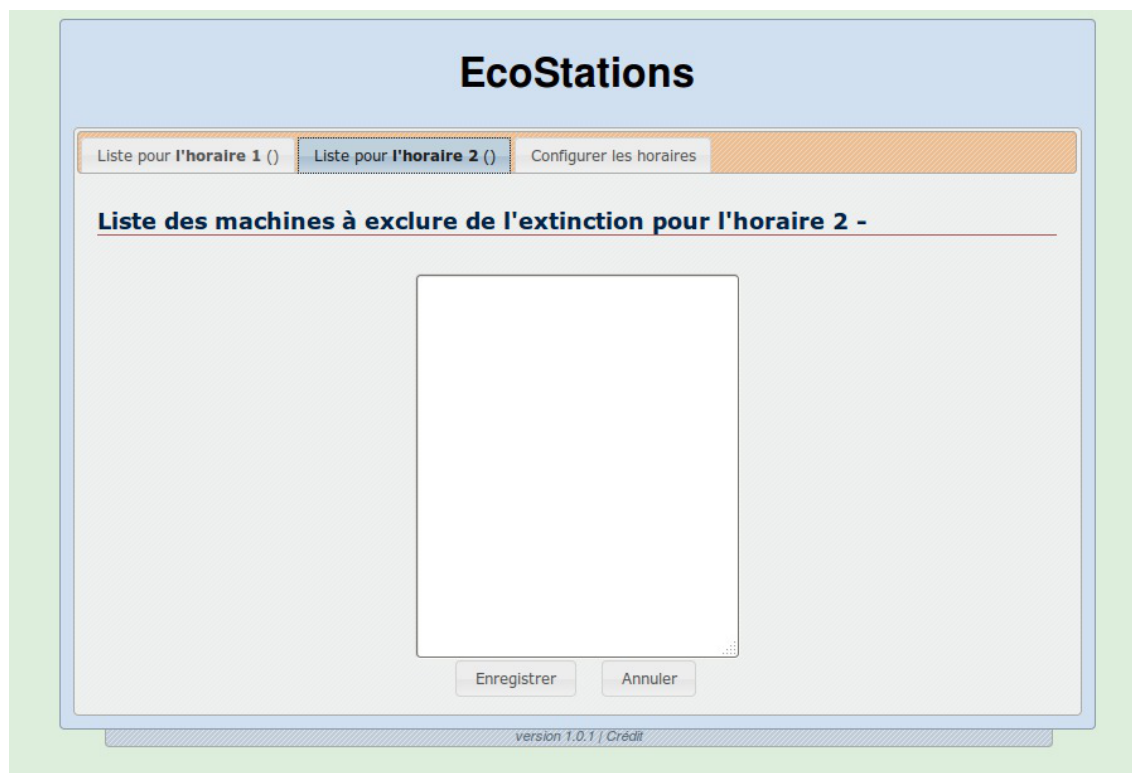 EcoStations
Liste pour l'horaire 1 () Liste pour l'horaire 2 () Configurer les horaires
Liste des machines à exclure de l'extinction pour l'horaire 2 -
Enregistrer Annuler
version 1.0.1 | Crédit